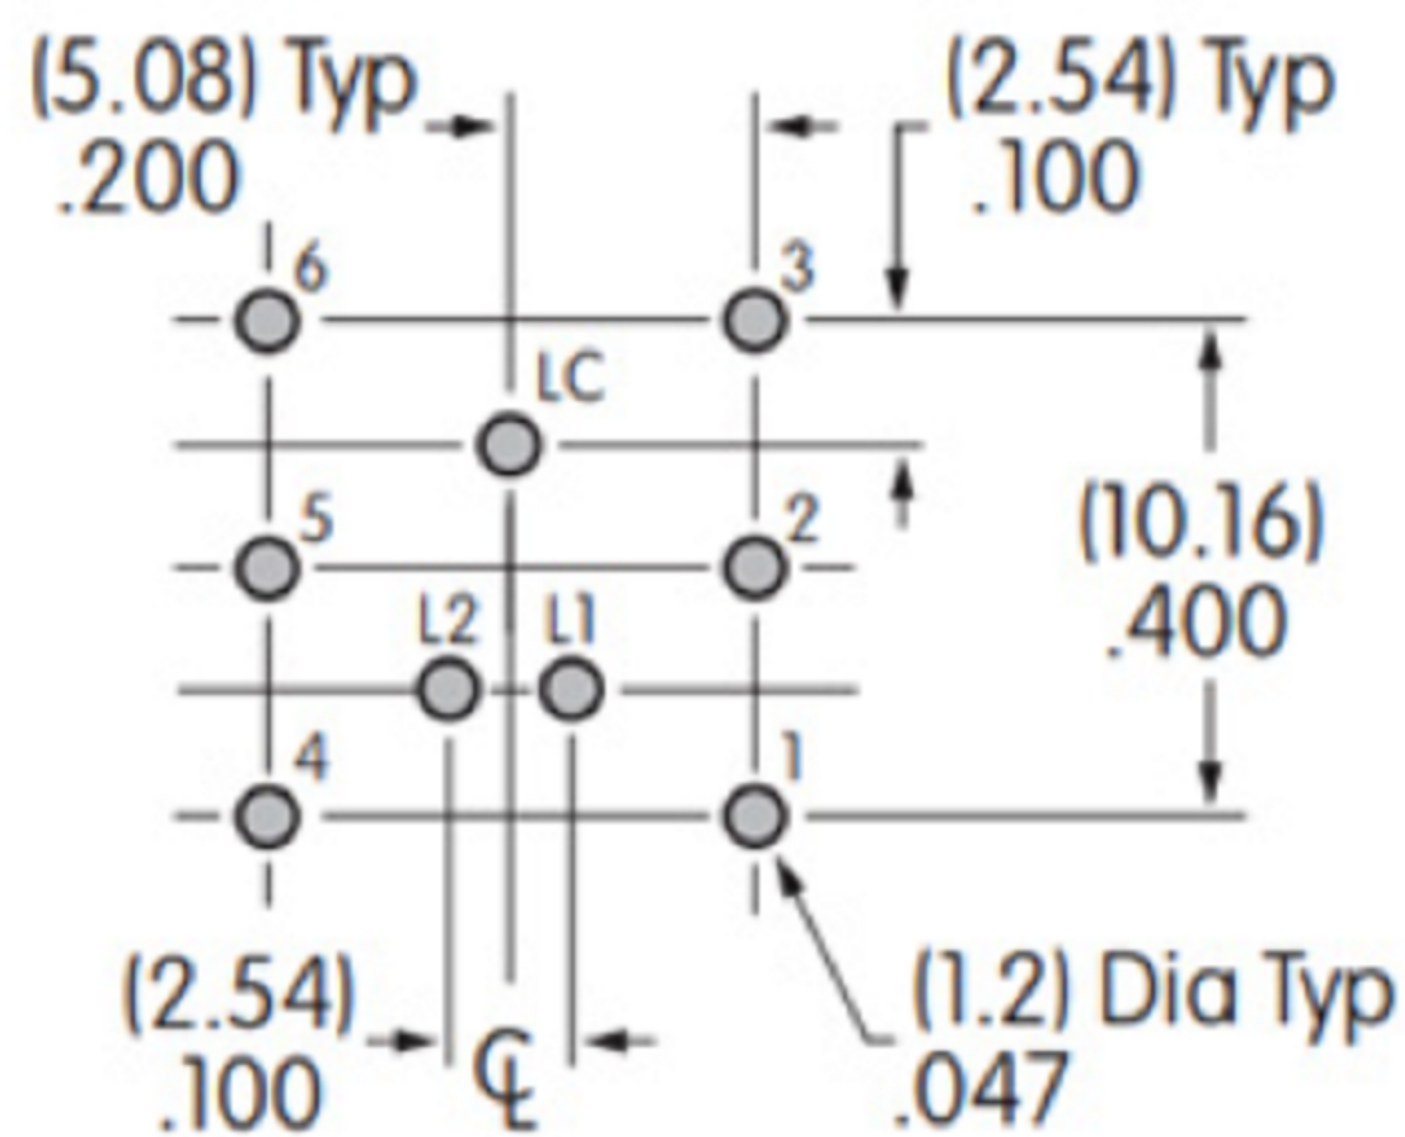 (5.08) Typ
.200
(2.54) Typ
.100
6
3
LC
5
2
(10.16)
.400
L2
L1
4
1
(2.54)
.100
℄
(1.2) Dia Typ
.047